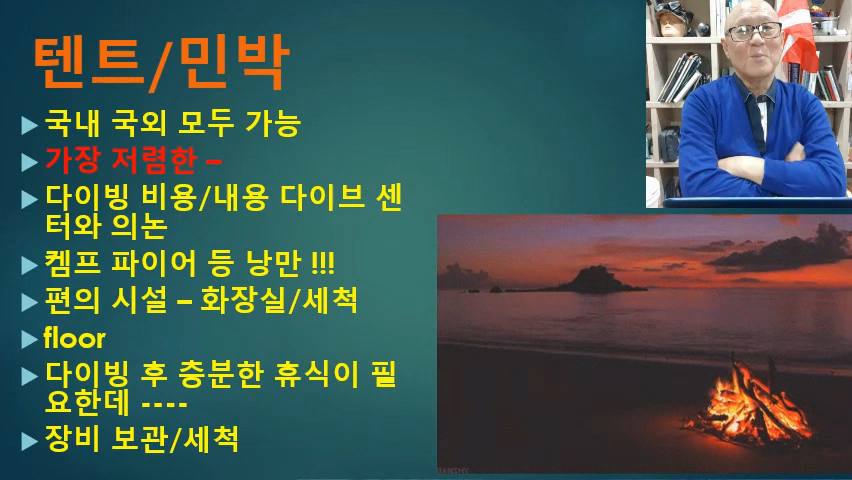 텐트/민박
국내 국외 모두 가능
가장 저렴한 –
다이빙 비용/내용 다이브 센
터와 의논
켐프 파이어 등 낭만 !!!
편의 시설 – 화장실/세척
floor
다이빙 후 충분한 휴식이 필
요한데 ----
장비 보관/세척